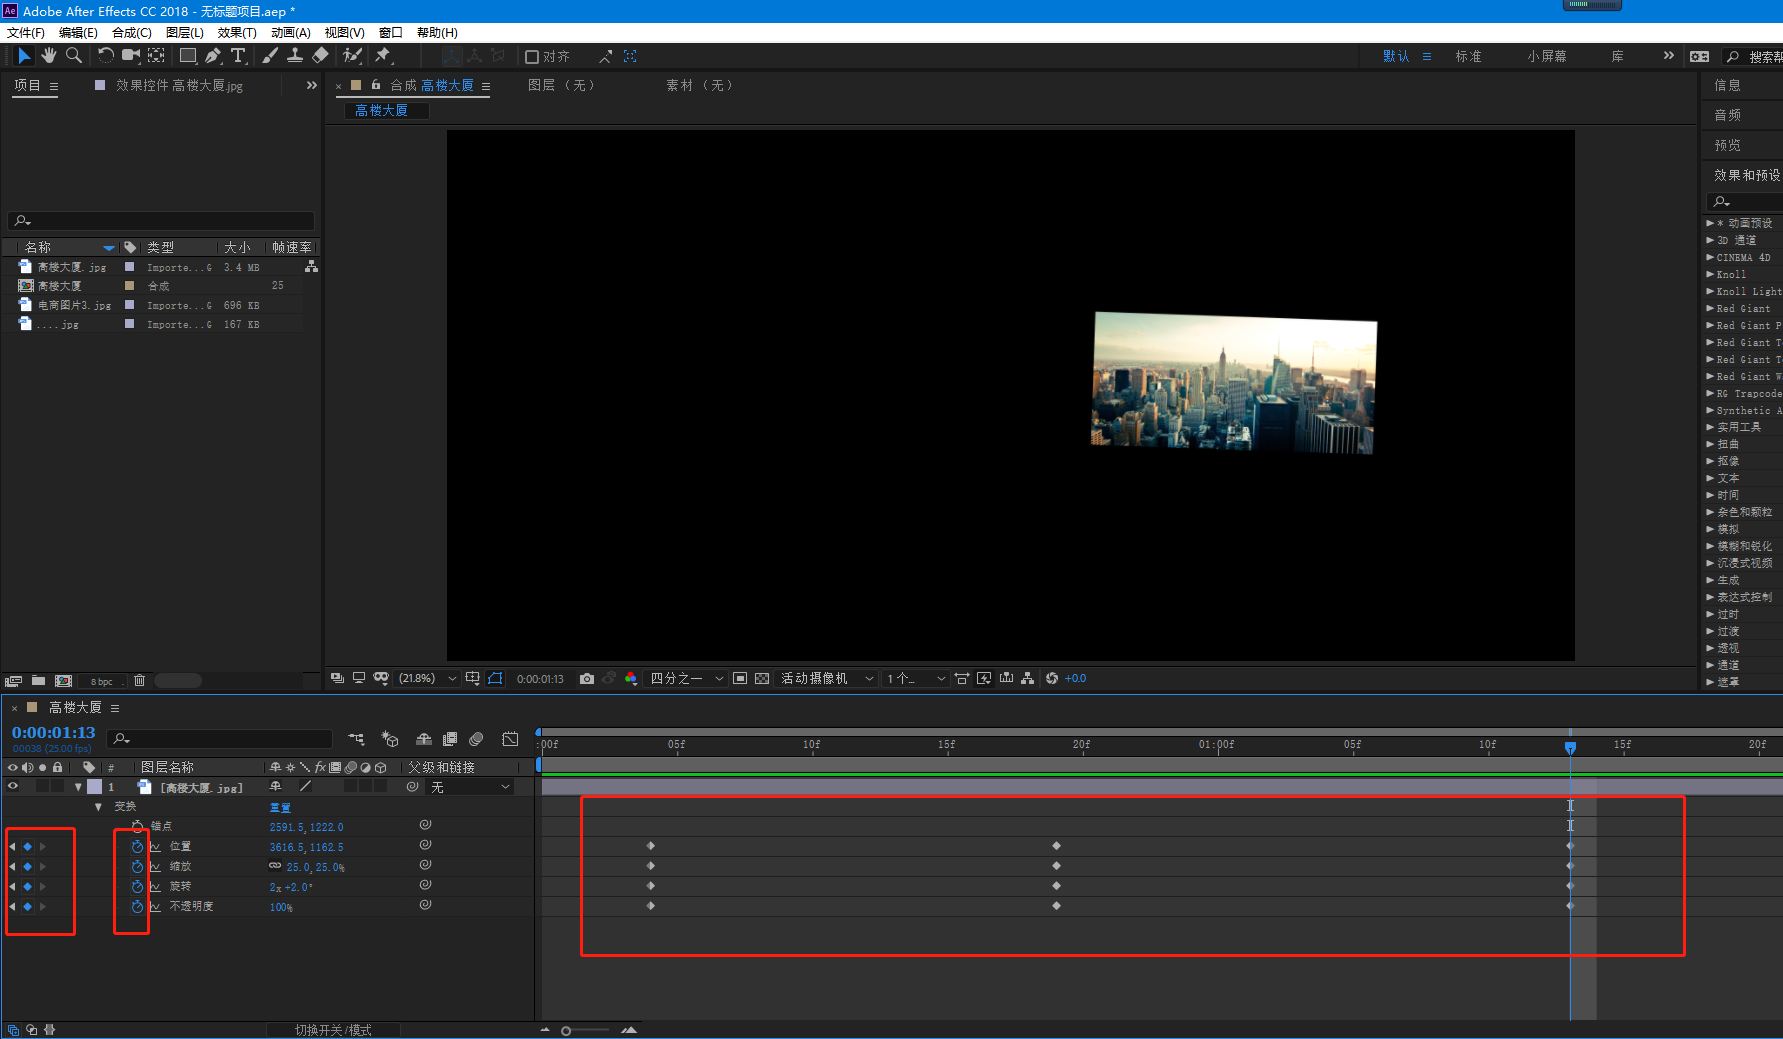 Ae Adobe After Effects CC 2018 - 无标题项目.aep *
文件(F) 编辑(E) 合成(C) 图层(L) 效果(T) 动画(A) 视图(V) 窗口 帮助(H)
对齐 默认 标准 小屏幕 库 搜索帮
项目 效果控件 高楼大厦.jpg
合成 高楼大厦 图层 （无） 素材 （无）
高楼大厦
信息
音频
预览
效果和预设
名称 类型 大小 帧速率
高楼大厦.jpg Importe...G 3.4 MB
高楼大厦 合成 25
电商图片3.jpg Importe...G 696 KB
....jpg Importe...G 167 KB
* 动画预设
3D 通道
CINEMA 4D
Knoll
Knoll Light
Red Giant
Red Giant P
Red Giant T
Red Giant T
Red Giant W
RG Trapcode
Synthetic A
实用工具
扭曲
抠像
文本
时间
杂色和颗粒
模拟
模糊和锐化
沉浸式视频
生成
表达式控制
过时
过渡
透视
通道
遮罩
8 bpc
(21.8%) 0:00:01:13 四分之一 活动摄像机 1 个... +0.0
高楼大厦
0:00:01:13
00038 (25.00 fps)
:00f 05f 10f 15f 20f 01:00f 05f 10f 15f 20f
# 图层名称 fx 父级和链接
1 [高楼大厦.jpg] 无
变换 重置
锚点 2591.5,1222.0
位置 3616.5,1162.5
缩放 25.0,25.0%
旋转 2x+2.0°
不透明度 100%
切换开关/模式